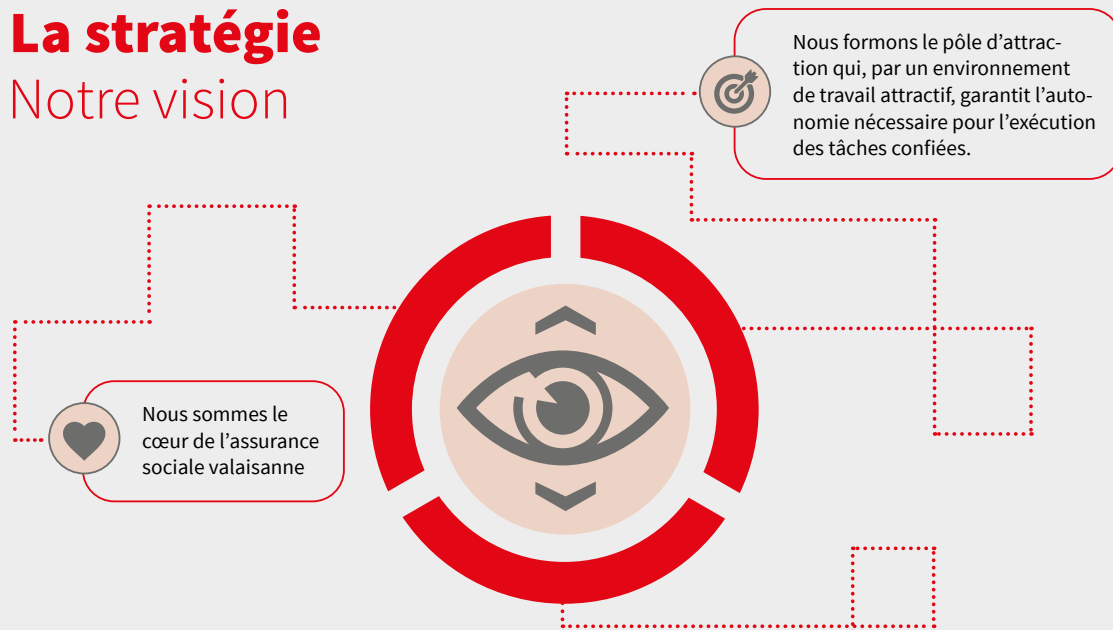 La stratégie
Notre vision
Nous formons le pôle d’attrac-
tion qui, par un environnement
de travail attractif, garantit l’auto-
nomie nécessaire pour l’exécution
des tâches confiées.
Nous sommes le
cœur de l’assurance
sociale valaisanne